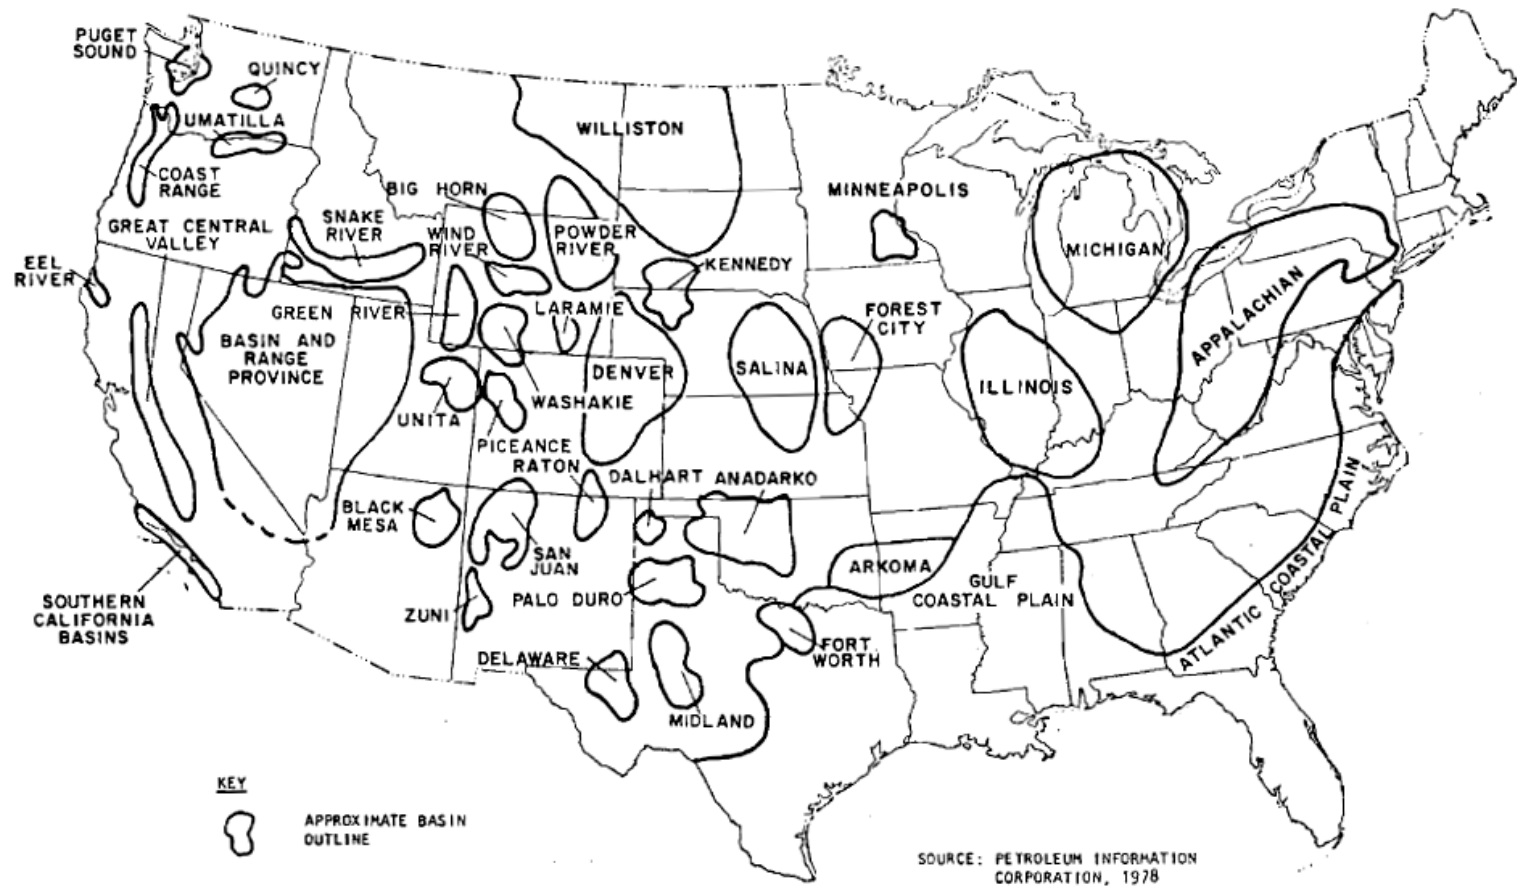 PUGET
SOUND
QUINCY
UMATILLA
COAST
RANGE
GREAT CENTRAL
VALLEY
EEL
RIVER
SNAKE
RIVER
BIG HORN
WIND
RIVER
POWDER
RIVER
WILLISTON
MINNEAPOLIS
MICHIGAN
KENNEDY
GREEN RIVER
LARAMIE
BASIN AND
RANGE
PROVINCE
FOREST
CITY
APPALACHIAN
DENVER
SALINA
ILLINOIS
UNITA
WASHAKIE
PICEANCE
RATON
DALHART
ANADARKO
BLACK
MESA
SAN
JUAN
ARKOMA
GULF
COASTAL PLAIN
ATLANTIC COASTAL PLAIN
ZUNI
PALO DURO
SOUTHERN
CALIFORNIA
BASINS
DELAWARE
FORT
WORTH
MIDLAND
KEY
APPROXIMATE BASIN
OUTLINE
SOURCE: PETROLEUM INFORMATION
CORPORATION, 1978